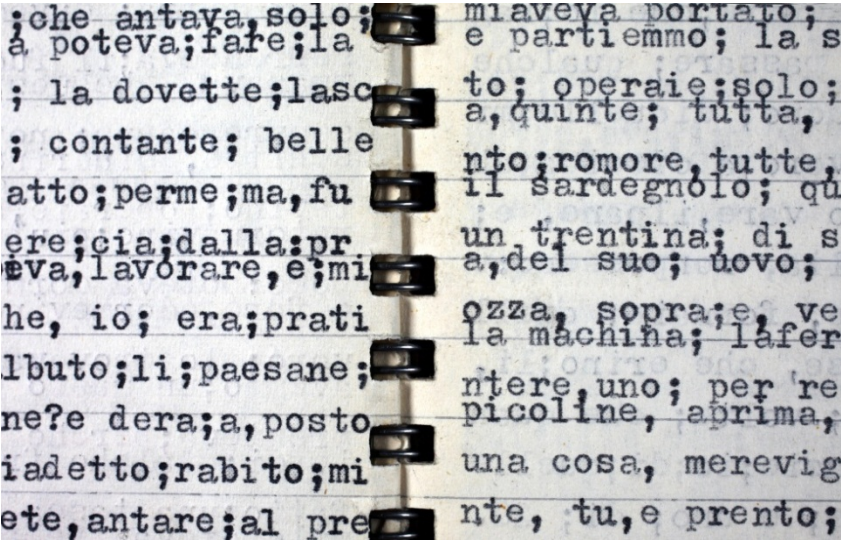 ;che antava,solo;
a poteva;fare;la
; la dovette;lasc
; contante; belle
atto;perme;ma,fu
ere;cia;dalla;pr
eva,lavorare,e;mi
he, io; era;prati
lbuto;li;paesane;
ne?e dera;a,posto
iadetto;rabito;mi
ete,antare;al pre
miaveva portato;
e partiemmo; la s
to; operaie;solo;
a,quinte; tutta,
nto;romore,tutte,
il sardegnolo; qu
un trentina; di s
a,del suo; uovo;
ozza, sopra;e, ve
la machina; lafer
ntere,uno; per re
picoline, aprima,
una cosa, merevig
nte, tu,e prento;